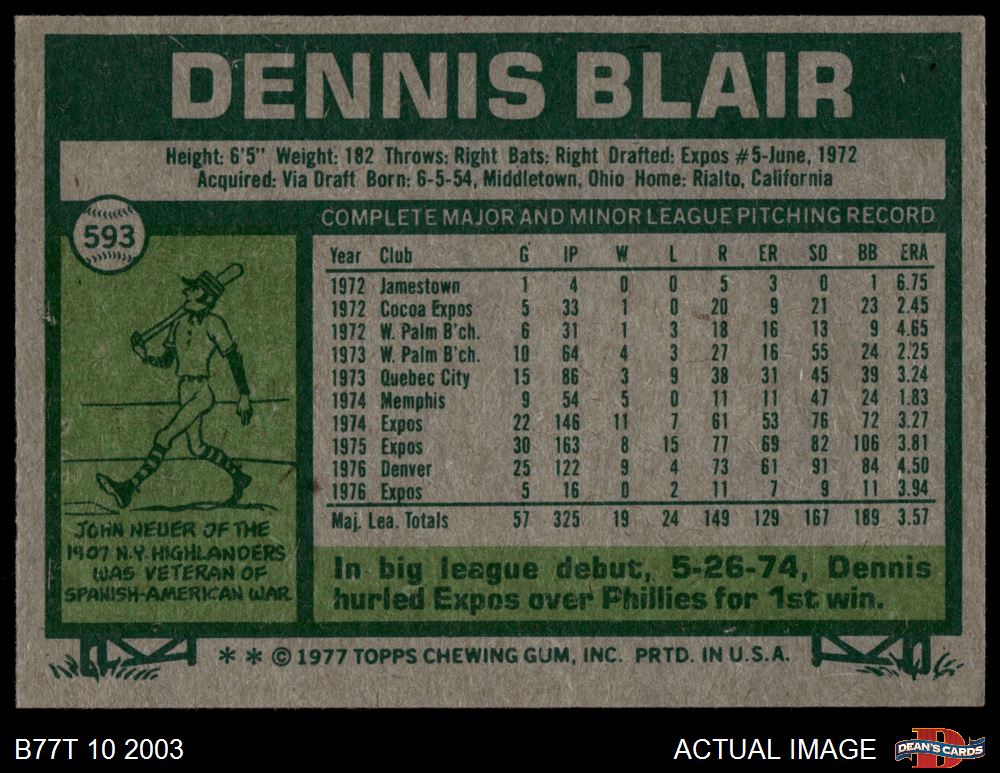 DENNIS BLAIR
Height: 6'5" Weight: 182 Throws: Right Bats: Right Drafted: Expos #5-June, 1972
Acquired: Via Draft Born: 6-5-54, Middletown, Ohio Home: Rialto, California
593
COMPLETE MAJOR AND MINOR LEAGUE PITCHING RECORD
Year Club G IP W L R ER SO BB ERA
1972 Jamestown 1 4 0 0 5 3 0 1 6.75
1972 Cocoa Expos 5 33 1 0 20 9 21 23 2.45
1972 W. Palm B'ch. 6 31 1 3 18 16 13 9 4.65
1973 W. Palm B'ch. 10 64 4 3 27 16 55 24 2.25
1973 Quebec City 15 86 3 9 38 31 45 39 3.24
1974 Memphis 9 54 5 0 11 11 47 24 1.83
1974 Expos 22 146 11 7 61 53 76 72 3.27
1975 Expos 30 163 8 15 77 69 82 106 3.81
1976 Denver 25 122 9 4 73 61 91 84 4.50
1976 Expos 5 16 0 2 11 7 9 11 3.94
Maj. Lea. Totals 57 325 19 24 149 129 167 189 3.57
JOHN NEUER OF THE
1907 N.Y. HIGHLANDERS
WAS VETERAN OF
SPANISH-AMERICAN WAR
In big league debut, 5-26-74, Dennis
hurled Expos over Phillies for 1st win.
* * © 1977 TOPPS CHEWING GUM, INC. PRTD. IN U.S.A.
B77T 10 2003
ACTUAL IMAGE
DEAN'S CARDS